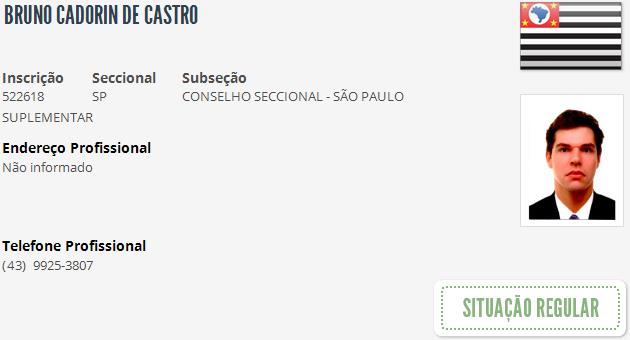 BRUNO CADORIN DE CASTRO
Inscrição Seccional Subseção
522618 SP CONSELHO SECCIONAL - SÃO PAULO
SUPLEMENTAR
Endereço Profissional
Não informado
Telefone Profissional
(43) 9925-3807
SITUAÇÃO REGULAR